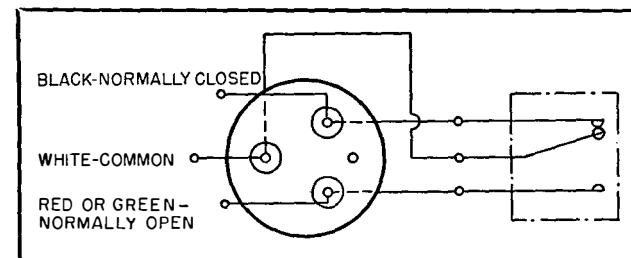 BLACK-NORMALLY CLOSED
WHITE-COMMON
RED OR GREEN-
NORMALLY OPEN